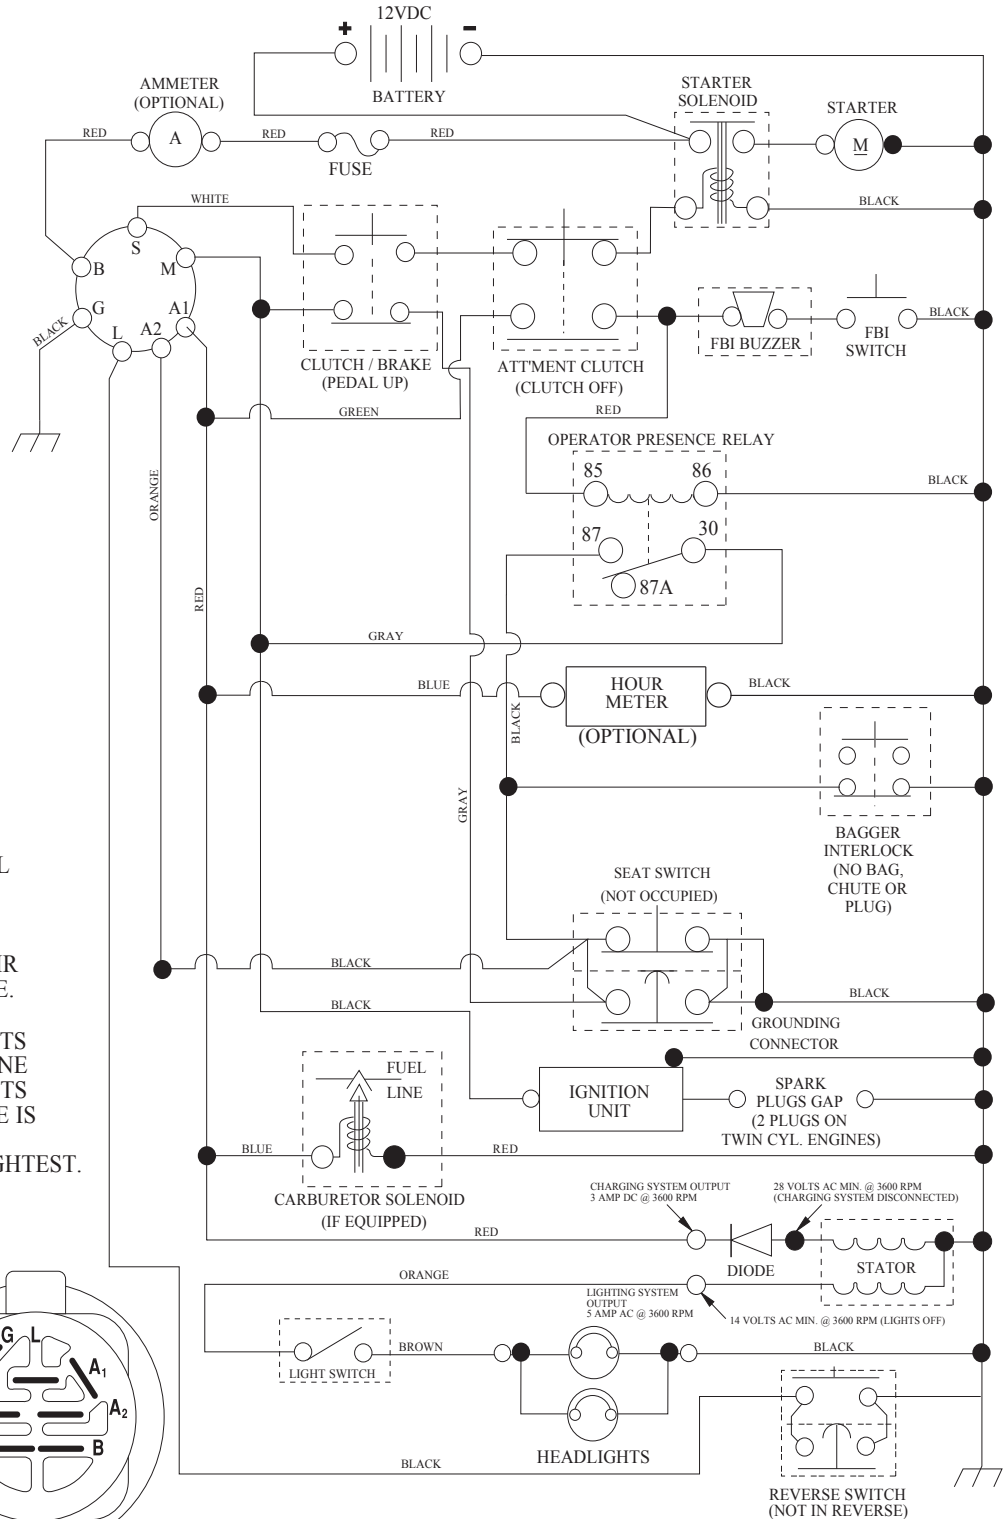 12VDC
+
-
BATTERY
AMMETER
(OPTIONAL)
STARTER
SOLENOID
STARTER
RED
A
RED
FUSE
RED
M
WHITE
BLACK
S
B
M
G
A1
L
A2
BLACK
CLUTCH / BRAKE
(PEDAL UP)
ATT'MENT CLUTCH
(CLUTCH OFF)
FBI BUZZER
FBI
SWITCH
BLACK
GREEN
RED
OPERATOR PRESENCE RELAY
85
86
BLACK
87
30
87A
ORANGE
RED
GRAY
BLUE
HOUR
METER
(OPTIONAL)
BLACK
BLACK
GRAY
BAGGER
INTERLOCK
(NO BAG,
CHUTE OR
PLUG)
SEAT SWITCH
(NOT OCCUPIED)
BLACK
BLACK
BLACK
GROUNDING
CONNECTOR
FUEL
LINE
IGNITION
UNIT
SPARK
PLUGS GAP
(2 PLUGS ON
TWIN CYL. ENGINES)
BLUE
RED
CARBURETOR SOLENOID
(IF EQUIPPED)
CHARGING SYSTEM OUTPUT
3 AMP DC @ 3600 RPM
28 VOLTS AC MIN. @ 3600 RPM
(CHARGING SYSTEM DISCONNECTED)
RED
DIODE
STATOR
ORANGE
LIGHTING SYSTEM
OUTPUT
5 AMP AC @ 3600 RPM
14 VOLTS AC MIN. @ 3600 RPM (LIGHTS OFF)
LIGHT SWITCH
BROWN
BLACK
HEADLIGHTS
BLACK
REVERSE SWITCH
(NOT IN REVERSE)
L
IR
E.
TS
NE
TS
E IS
GHTEST.
G
L
A1
A2
B